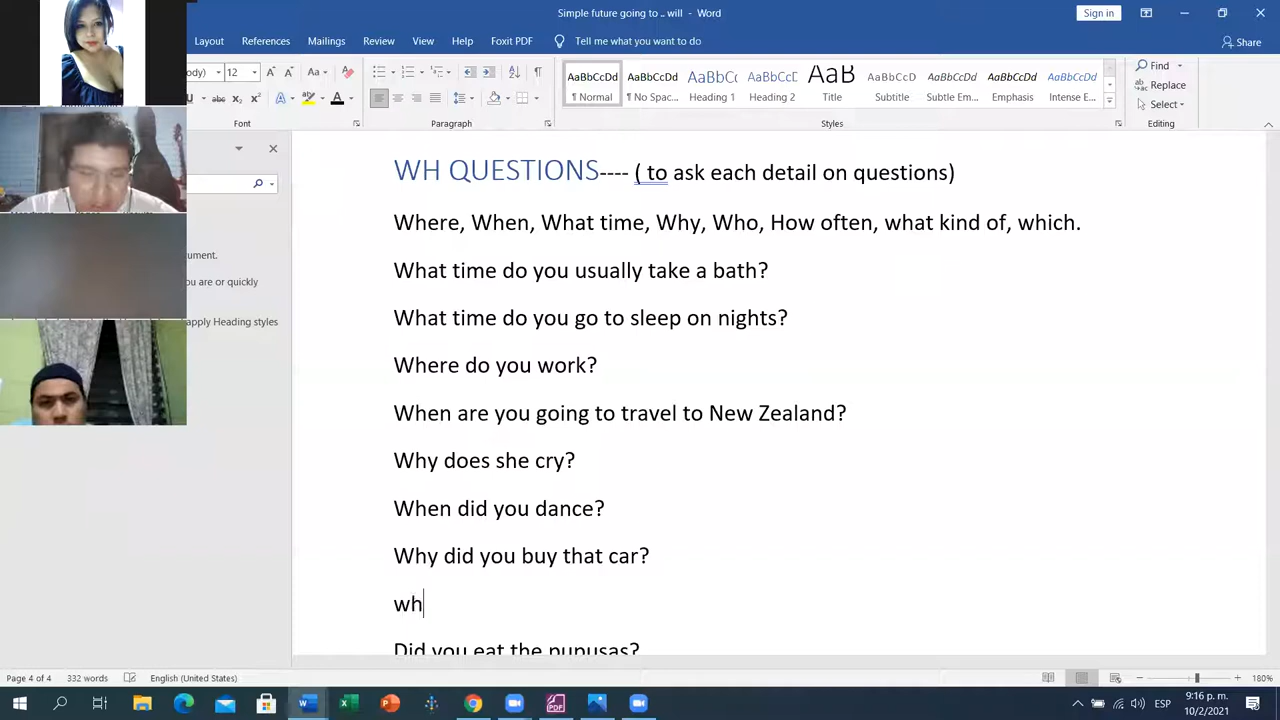 Simple future going to .. will - Word
Sign in
Layout References Mailings Review View Help Foxit PDF Tell me what you want to do
Share
12
Aa
AaBbCcDd AaBbCcDd AaBbCc AaBbCcD AaB AaBbCcD AaBbCcDd AaBbCcDd AaBbCcDd
¶ Normal ¶ No Spac... Heading 1 Heading 2 Title Subtitle Subtle Em... Emphasis Intense E...
Find
Replace
Select
Font Paragraph Styles Editing
WH QUESTIONS---- ( to ask each detail on questions)
Where, When, What time, Why, Who, How often, what kind of, which.
What time do you usually take a bath?
What time do you go to sleep on nights?
Where do you work?
When are you going to travel to New Zealand?
Why does she cry?
When did you dance?
Why did you buy that car?
wh
Did you eat the pupusas?
ou are or quickly
apply Heading styles
Page 4 of 4 332 words English (United States) 180%
ESP
9:16 p. m.
10/2/2021